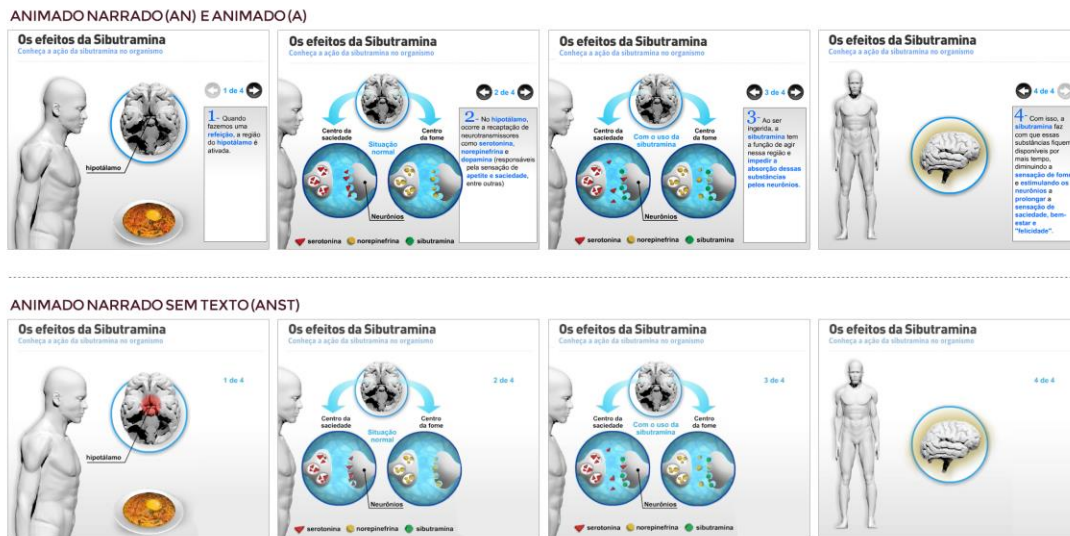 ANIMADO NARRADO (AN) E ANIMADO (A)
Os efeitos da Sibutramina
Conheça a ação da sibutramina no organismo
1 de 4
1- Quando
fazemos uma
refeição, a região
do hipotálamo é
ativada.
hipotálamo
Os efeitos da Sibutramina
Conheça a ação da sibutramina no organismo
2 de 4
Centro da
saciedade
Situação
normal
Centro
da fome
2- No hipotálamo,
ocorre a recaptação de
neurotransmissores
como serotonina,
norepinefrina e
dopamina (responsáveis
pela sensação de
apetite e saciedade,
entre outras)
Neurônios
serotonina norepinefrina sibutramina
Os efeitos da Sibutramina
Conheça a ação da sibutramina no organismo
3 de 4
Centro da
saciedade
Com o uso da
sibutramina
Centro
da fome
3- Ao ser
ingerida, a
sibutramina tem
a função de agir
nessa região e
impedir a
absorção dessas
substâncias
pelos neurônios.
Neurônios
serotonina norepinefrina sibutramina
Os efeitos da Sibutramina
Conheça a ação da sibutramina no organismo
4 de 4
4- Com isso, a
sibutramina faz
com que essas
substâncias fiquem
disponíveis por
mais tempo,
diminuindo a
sensação de fome
e estimulando os
neurônios a
prolongar a
sensação de
saciedade, bem-
estar e
"felicidade".
ANIMADO NARRADO SEM TEXTO (ANST)
Os efeitos da Sibutramina
Conheça a ação da sibutramina no organismo
1 de 4
hipotálamo
Os efeitos da Sibutramina
Conheça a ação da sibutramina no organismo
2 de 4
Centro da
saciedade
Situação
normal
Centro
da fome
Neurônios
serotonina norepinefrina sibutramina
Os efeitos da Sibutramina
Conheça a ação da sibutramina no organismo
3 de 4
Centro da
saciedade
Com o uso da
sibutramina
Centro
da fome
Neurônios
serotonina norepinefrina sibutramina
Os efeitos da Sibutramina
Conheça a ação da sibutramina no organismo
4 de 4